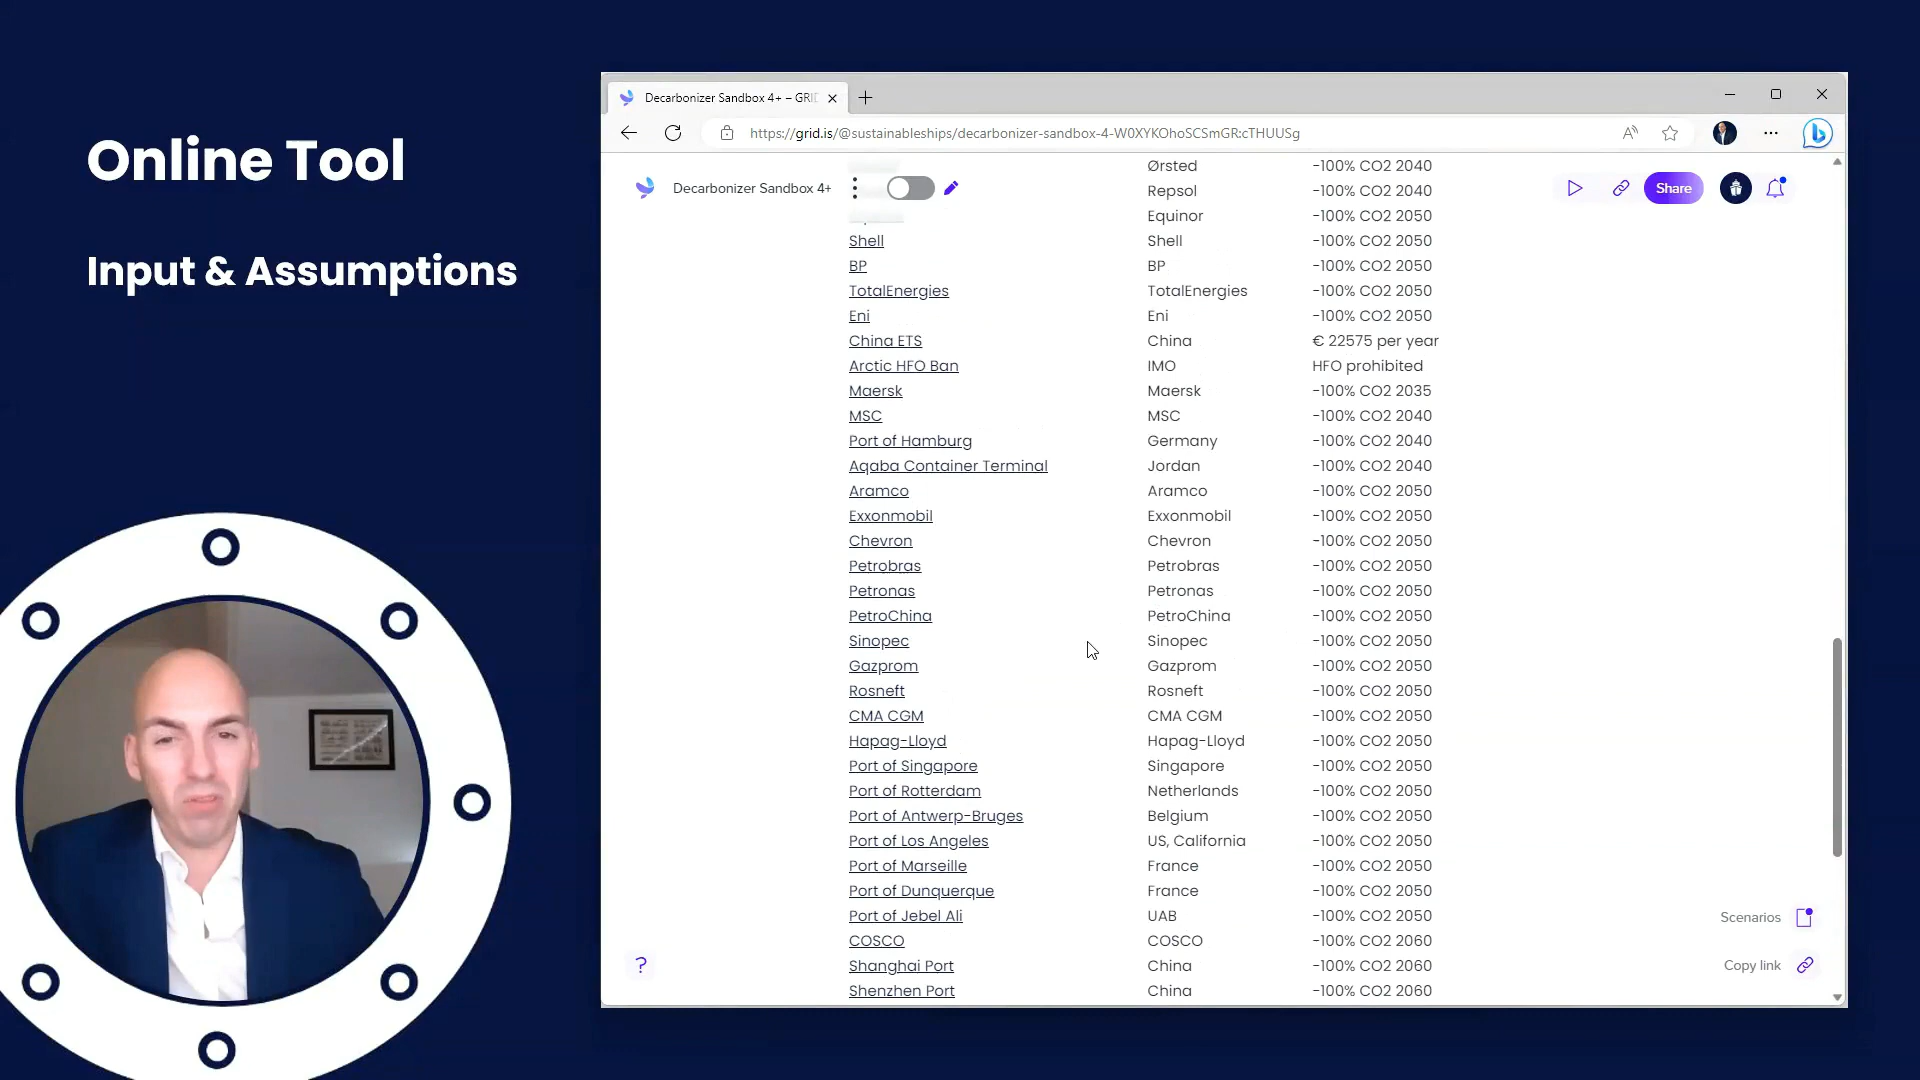 Online Tool
Input & Assumptions
Decarbonizer Sandbox 4+ – GRI
https://grid.is/@sustainableships/decarbonizer-sandbox-4-W0XYKOhoSCSmGR:cTHUUSg
Decarbonizer Sandbox 4+
Share
Ørsted -100% CO2 2040
Repsol -100% CO2 2040
Equinor -100% CO2 2050
Shell Shell -100% CO2 2050
BP BP -100% CO2 2050
TotalEnergies TotalEnergies -100% CO2 2050
Eni Eni -100% CO2 2050
China ETS China € 22575 per year
Arctic HFO Ban IMO HFO prohibited
Maersk Maersk -100% CO2 2035
MSC MSC -100% CO2 2040
Port of Hamburg Germany -100% CO2 2040
Aqaba Container Terminal Jordan -100% CO2 2040
Aramco Aramco -100% CO2 2050
Exxonmobil Exxonmobil -100% CO2 2050
Chevron Chevron -100% CO2 2050
Petrobras Petrobras -100% CO2 2050
Petronas Petronas -100% CO2 2050
PetroChina PetroChina -100% CO2 2050
Sinopec Sinopec -100% CO2 2050
Gazprom Gazprom -100% CO2 2050
Rosneft Rosneft -100% CO2 2050
CMA CGM CMA CGM -100% CO2 2050
Hapag-Lloyd Hapag-Lloyd -100% CO2 2050
Port of Singapore Singapore -100% CO2 2050
Port of Rotterdam Netherlands -100% CO2 2050
Port of Antwerp-Bruges Belgium -100% CO2 2050
Port of Los Angeles US, California -100% CO2 2050
Port of Marseille France -100% CO2 2050
Port of Dunquerque France -100% CO2 2050
Port of Jebel Ali UAB -100% CO2 2050
COSCO COSCO -100% CO2 2060
Shanghai Port China -100% CO2 2060
Shenzhen Port China -100% CO2 2060
Scenarios
Copy link
?